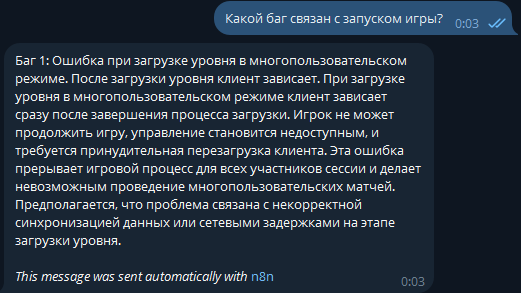 Какой баг связан с запуском игры? 0:03
Баг 1: Ошибка при загрузке уровня в многопользовательском
режиме. После загрузки уровня клиент зависает. При загрузке
уровня в многопользовательском режиме клиент зависает
сразу после завершения процесса загрузки. Игрок не может
продолжить игру, управление становится недоступным, и
требуется принудительная перезагрузка клиента. Эта ошибка
прерывает игровой процесс для всех участников сессии и делает
невозможным проведение многопользовательских матчей.
Предполагается, что проблема связана с некорректной
синхронизацией данных или сетевыми задержками на этапе
загрузки уровня.
This message was sent automatically with n8n
0:03